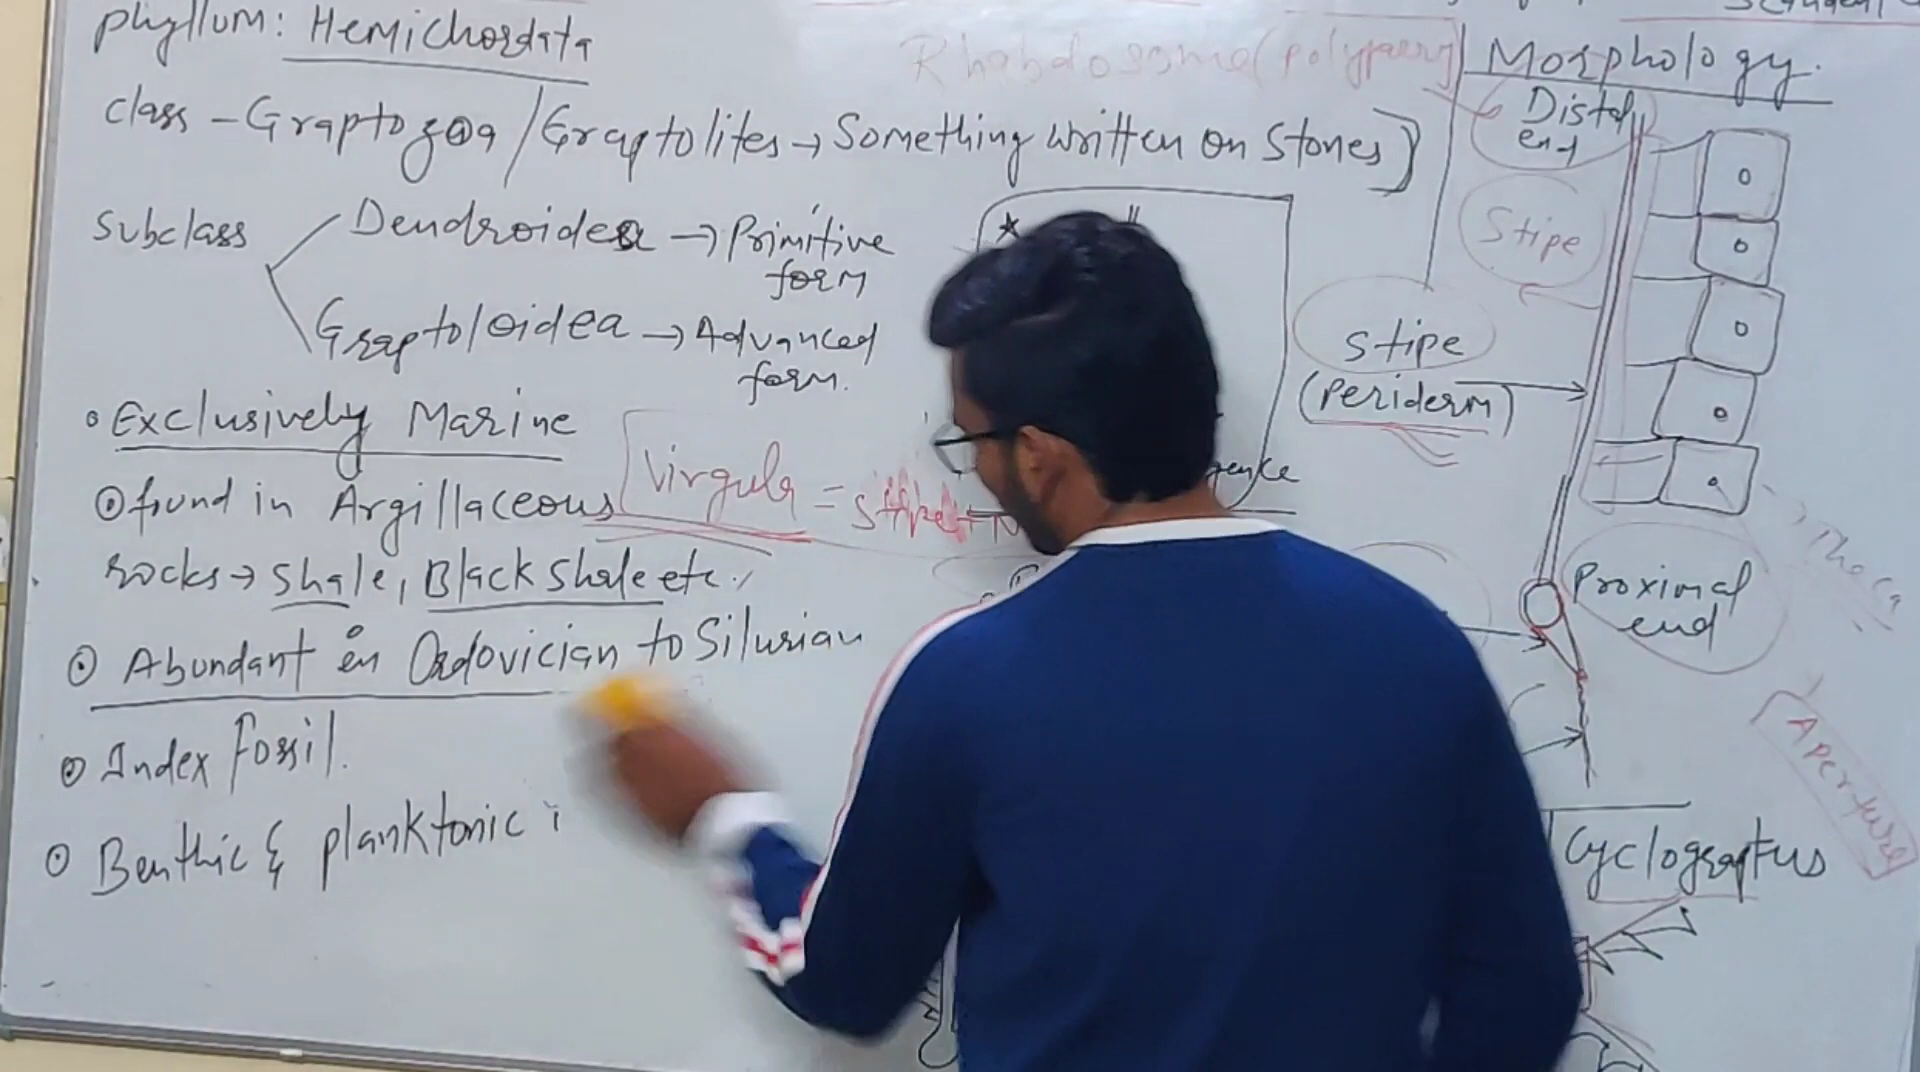 phyllum: Hemichordata
class - Graptozoa / Graptolites → Something written on Stones]
Subclass
Dendroidea → Primitive
form
Graptoloidea → Advanced
form.
Exclusively Marine
found in Argillaceous
rocks → shale, Black shale etc.
Abundant in Ordovician to Silurian
Index Fossil.
Benthic & planktonic
Virgula =
Rhabdosome (polypary)
Morphology.
Distal
end
Stipe
Stipe
(Periderm)
Proximal
end
Theca
Aperture
Cyclograptus